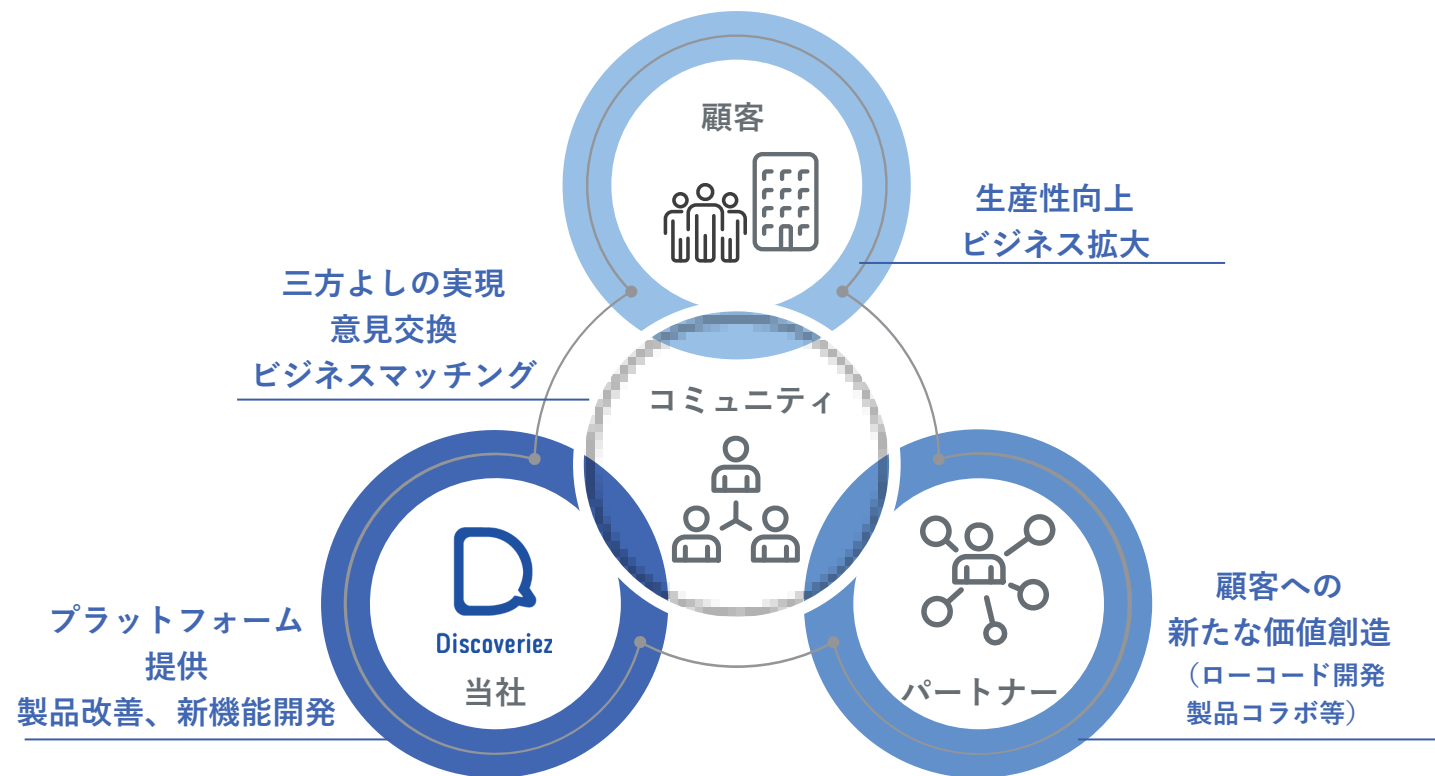 顧客
生産性向上
ビジネス拡大
三方よしの実現
意見交換
ビジネスマッチング
コミュニティ
プラットフォーム
提供
製品改善、新機能開発
Discoveriez
当社
パートナー
顧客への
新たな価値創造
（ローコード開発
製品コラボ等）